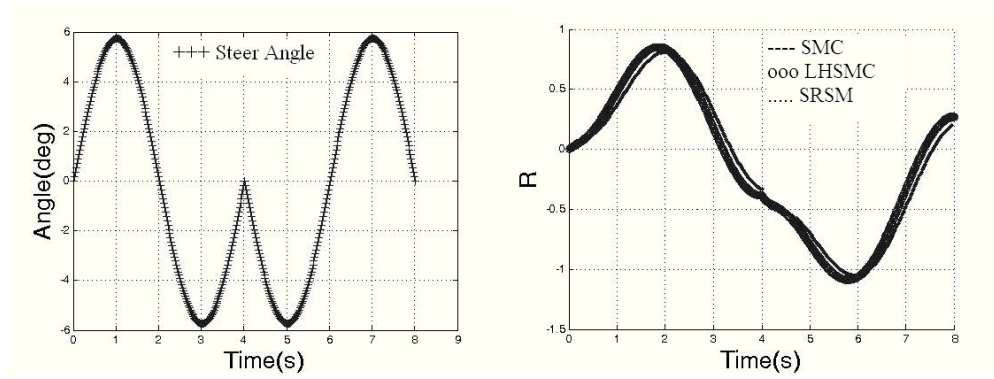 6
4
2
0
-2
-4
-6
Angle(deg)
+++ Steer Angle
0 1 2 3 4 5 6 7 8 9
Time(s)
1
0.5
0
-0.5
-1
-1.5
R
--- SMC
ooo LHSMC
..... SRSM
0 1 2 3 4 5 6 7 8
Time(s)